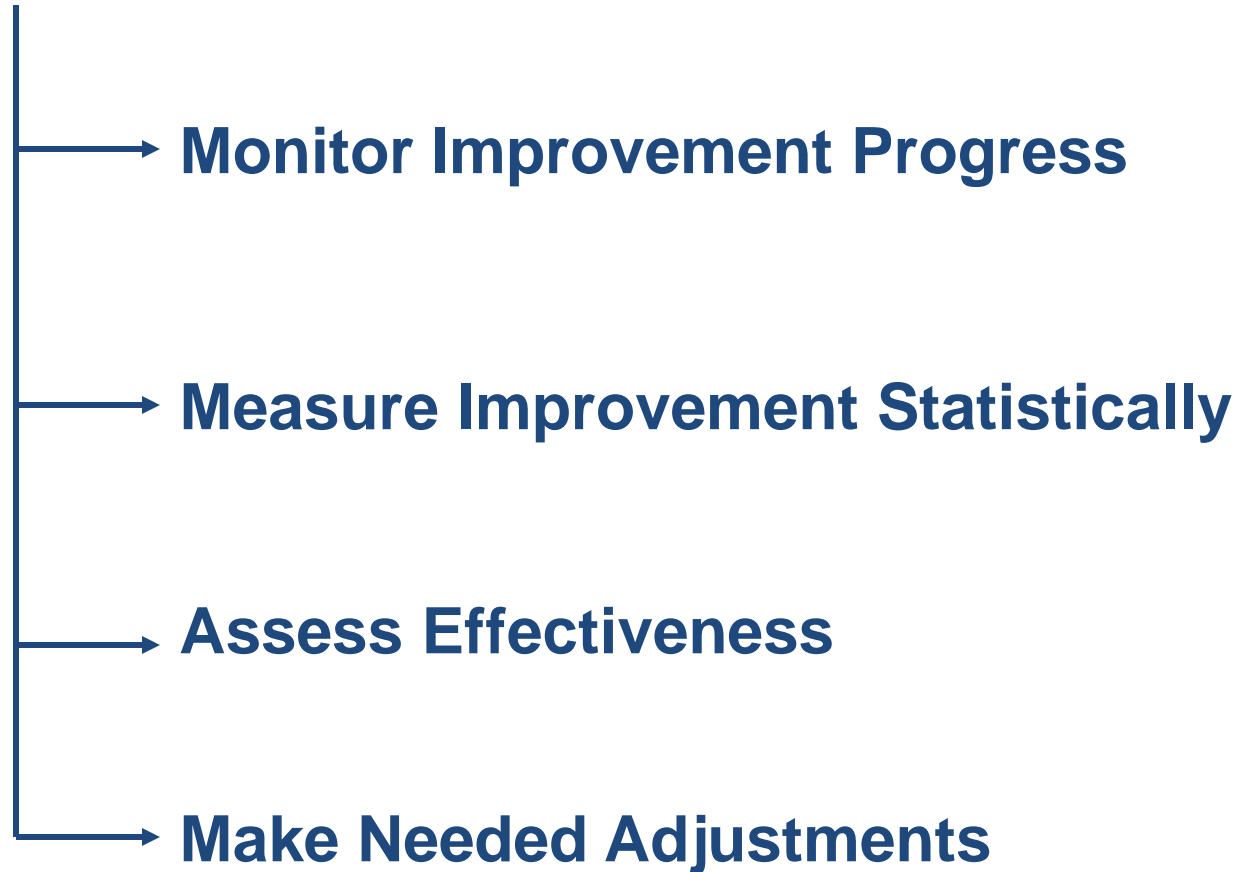 Monitor Improvement Progress
Measure Improvement Statistically
Assess Effectiveness
Make Needed Adjustments